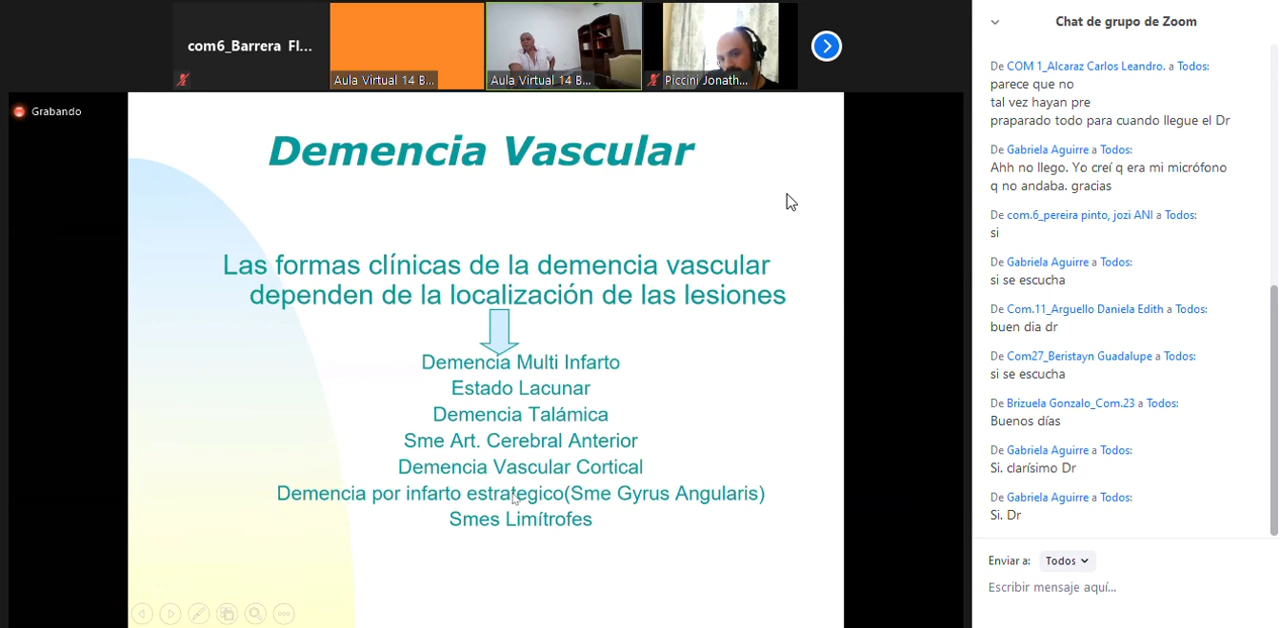 com6_Barrera Fl...
Aula Virtual 14 B...
Aula Virtual 14 B...
Piccini Jonath...
Grabando
Demencia Vascular
Las formas clínicas de la demencia vascular
dependen de la localización de las lesiones
Demencia Multi Infarto
Estado Lacunar
Demencia Talámica
Sme Art. Cerebral Anterior
Demencia Vascular Cortical
Demencia por infarto estrategico(Sme Gyrus Angularis)
Smes Limítrofes
Chat de grupo de Zoom
De COM 1_Alcaraz Carlos Leandro. a Todos:
parece que no
tal vez hayan pre
praparado todo para cuando llegue el Dr
De Gabriela Aguirre a Todos:
Ahh no llego. Yo creí q era mi micrófono
q no andaba. gracias
De com.6_pereira pinto, jozi ANI a Todos:
si
De Gabriela Aguirre a Todos:
si se escucha
De Com.11_Arguello Daniela Edith a Todos:
buen dia dr
De Com27_Beristayn Guadalupe a Todos:
si se escucha
De Brizuela Gonzalo_Com.23 a Todos:
Buenos días
De Gabriela Aguirre a Todos:
Si. clarísimo Dr
De Gabriela Aguirre a Todos:
Si. Dr
Enviar a: Todos
Escribir mensaje aquí...